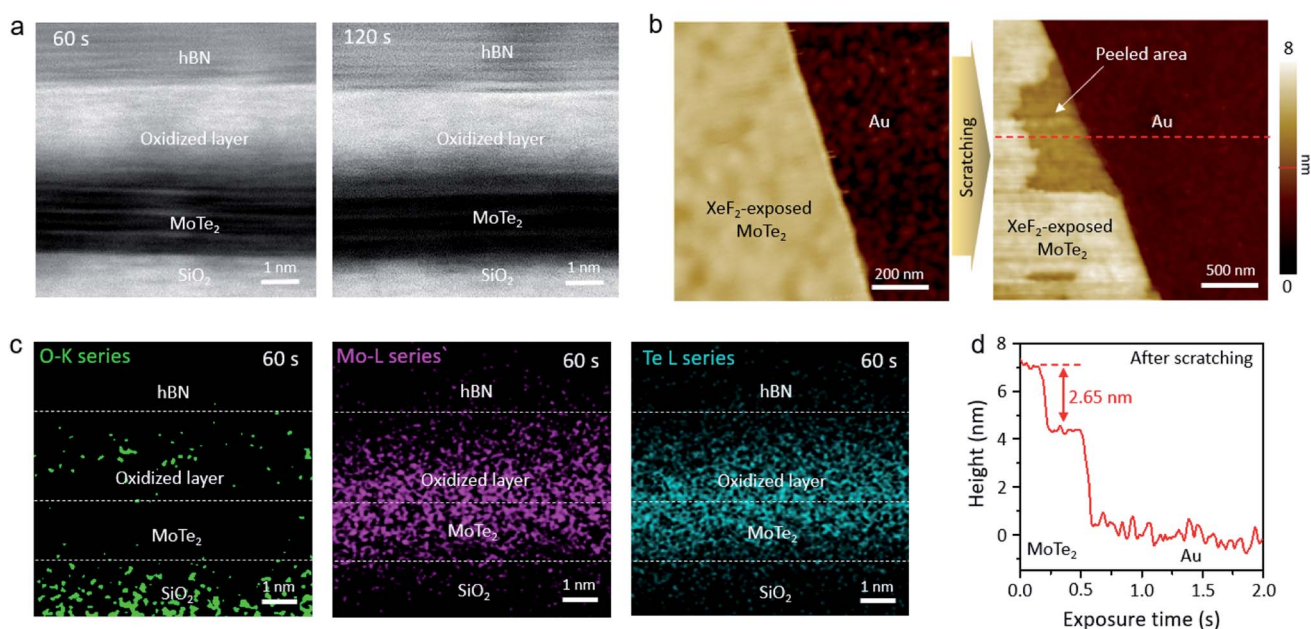 a
60 s
hBN
Oxidized layer
MoTe₂
SiO₂
1 nm
120 s
hBN
Oxidized layer
MoTe₂
SiO₂
1 nm
b
Au
XeF₂-exposed
MoTe₂
200 nm
Scratching
Peeled area
Au
XeF₂-exposed
MoTe₂
500 nm
8
nm
0
c
O-K series
60 s
hBN
Oxidized layer
MoTe₂
SiO₂
1 nm
Mo-L series`
60 s
hBN
Oxidized layer
MoTe₂
SiO₂
1 nm
Te L series
60 s
hBN
Oxidized layer
MoTe₂
SiO₂
1 nm
d
After scratching
2.65 nm
Height (nm)
8
6
4
2
0
MoTe₂
Au
0.0 0.5 1.0 1.5 2.0
Exposure time (s)